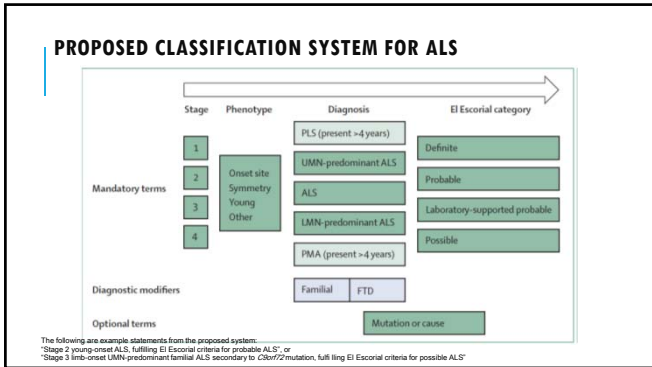 PROPOSED CLASSIFICATION SYSTEM FOR ALS
Stage Phenotype Diagnosis El Escorial category
Mandatory terms
1
2
3
4
Onset site
Symmetry
Young
Other
PLS (present >4 years)
UMN-predominant ALS
ALS
LMN-predominant ALS
PMA (present >4 years)
Definite
Probable
Laboratory-supported probable
Possible
Diagnostic modifiers
Familial FTD
Optional terms
Mutation or cause
The following are example statements from the proposed system:
"Stage 2 young-onset ALS, fulfilling El Escorial criteria for probable ALS", or
"Stage 3 limb-onset UMN-predominant familial ALS secondary to C9orf72 mutation, fulfi lling El Escorial criteria for possible ALS"